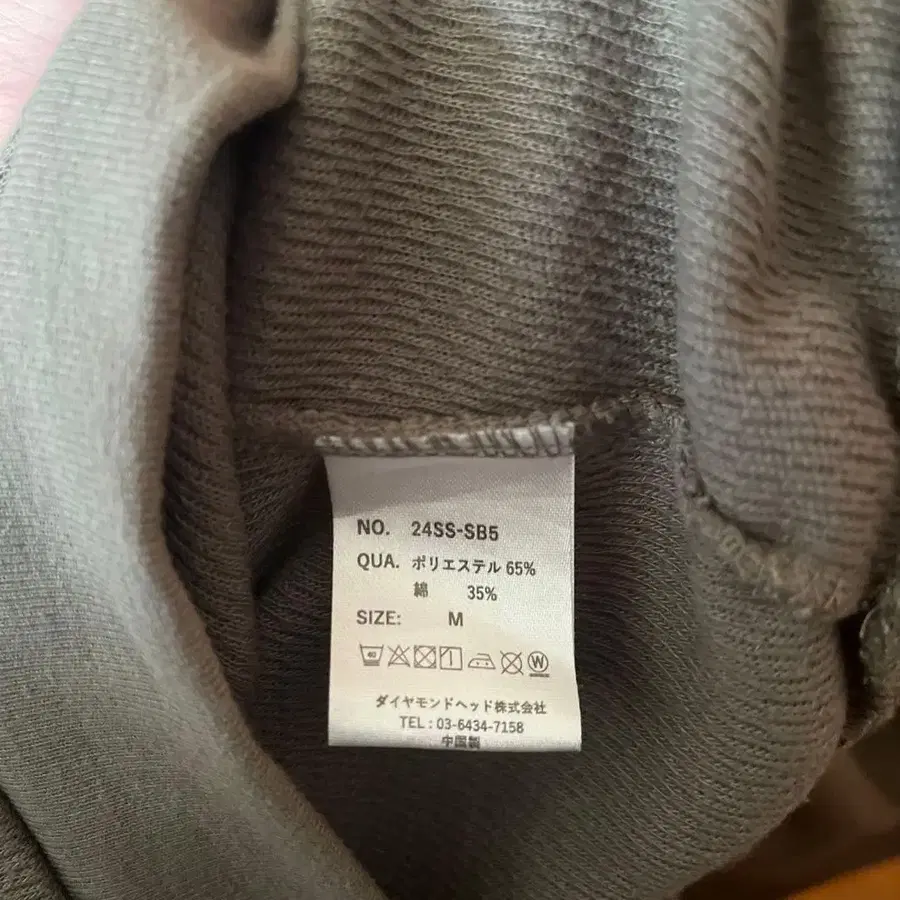 NO. 24SS-SB5
QUA. ポリエステル 65%
綿 35%
SIZE: M
40 W
ダイヤモンドヘッド株式会社
TEL : 03-6434-7158
中国製